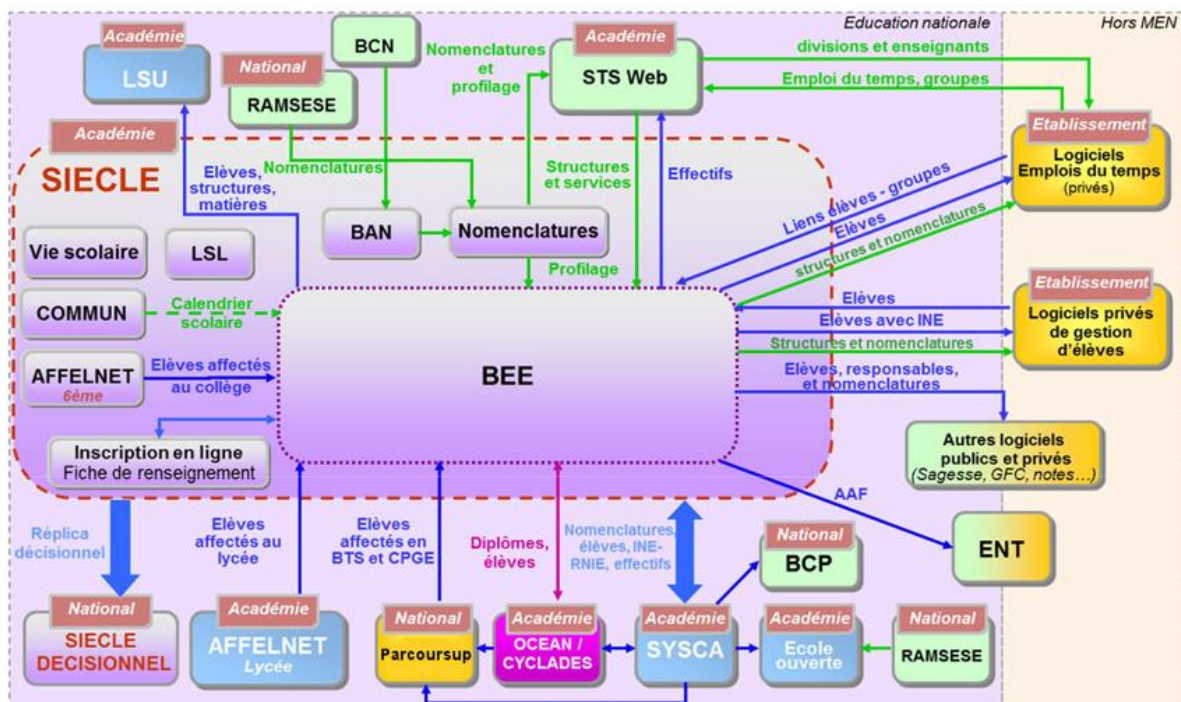 Education nationale
Hors MEN
Académie
LSU
National
RAMSESE
BCN
Nomenclatures
et
profilage
Académie
STS Web
divisions et enseignants
Emploi du temps, groupes
Etablissement
Logiciels
Emplois du temps
(privés)
Académie
SIECLE
Elèves,
structures,
matières
Nomenclatures
Structures
et services
Effectifs
Liens élèves - groupes
Elèves
structures et nomenclatures
Vie scolaire
LSL
BAN
Nomenclatures
Profilage
COMMUN
Calendrier
scolaire
AFFELNET
6ème
Elèves affectés
au collège
BEE
Elèves
Elèves avec INE
Structures et nomenclatures
Elèves, responsables,
et nomenclatures
Etablissement
Logiciels privés
de gestion
d'élèves
Inscription en ligne
Fiche de renseignement
Autres logiciels
publics et privés
(Sagesse, GFC, notes...)
AAF
ENT
Réplica
décisionnel
Elèves
affectés au
lycée
Elèves
affectés en
BTS et CPGE
Diplômes,
élèves
Nomenclatures,
élèves, INE-
RNIE, effectifs
National
BCP
National
SIECLE
DECISIONNEL
Académie
AFFELNET
Lycée
National
Parcoursup
Académie
OCEAN /
CYCLADES
Académie
SYSCA
Académie
Ecole
ouverte
National
RAMSESE